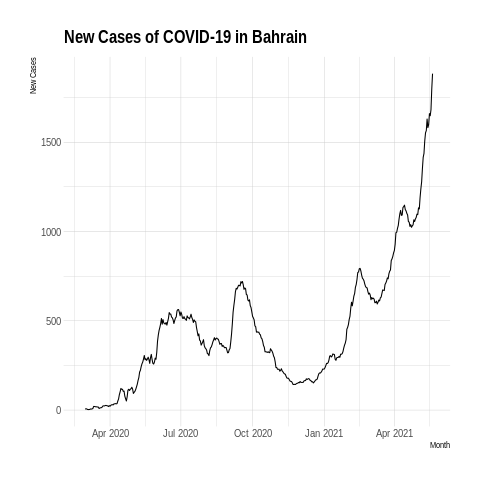 New Cases of COVID-19 in Bahrain
New Cases
1500
1000
500
0
Apr 2020 Jul 2020 Oct 2020 Jan 2021 Apr 2021
Month